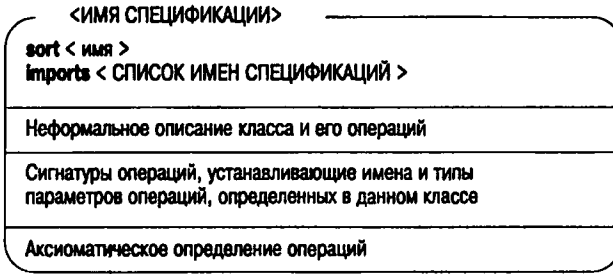 <ИМЯ СПЕЦИФИКАЦИИ>
sort < имя >
imports < СПИСОК ИМЕН СПЕЦИФИКАЦИЙ >
Неформальное описание класса и его операций
Сигнатуры операций, устанавливающие имена и типы
параметров операций, определенных в данном классе
Аксиоматическое определение операций